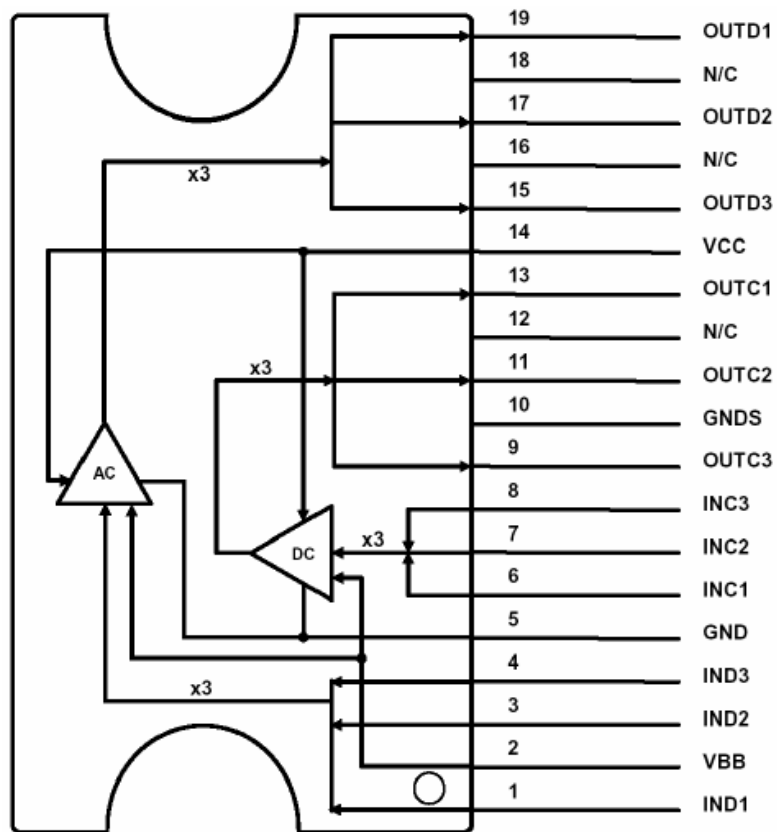 19 OUTD1
18 N/C
17 OUTD2
16 N/C
x3
15 OUTD3
14 VCC
13 OUTC1
12 N/C
x3
11 OUTC2
10 GNDS
9 OUTC3
AC
8 INC3
x3
7 INC2
DC
6 INC1
5 GND
4 IND3
x3
3 IND2
2 VBB
1 IND1